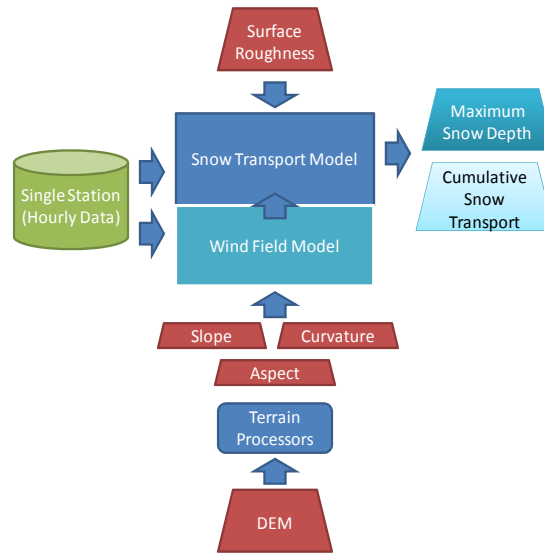 Surface
Roughness
Maximum
Snow Depth
Snow Transport Model
Cumulative
Snow
Transport
Single Station
(Hourly Data)
Wind Field Model
Slope
Curvature
Aspect
Terrain
Processors
DEM